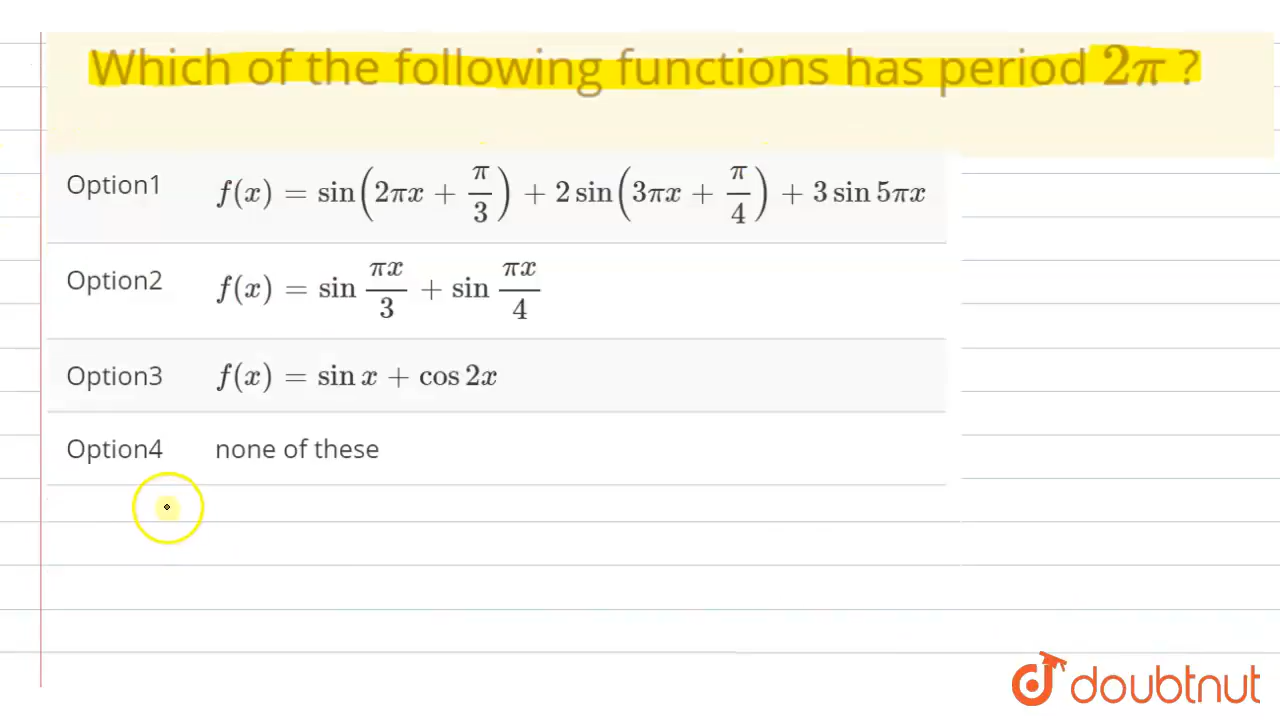 Which of the following functions has period 2π ?
Option1 f(x) = sin(2πx + π/3) + 2 sin(3πx + π/4) + 3 sin 5πx
Option2 f(x) = sin πx/3 + sin πx/4
Option3 f(x) = sin x + cos 2x
Option4 none of these
doubtnut